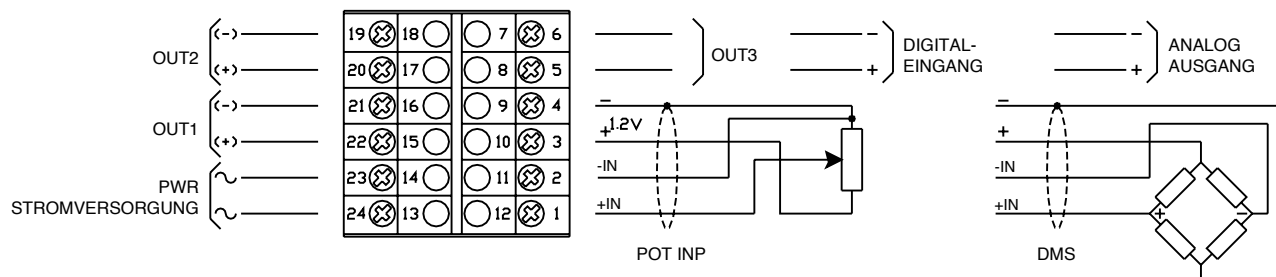 OUT2 (-) 19 18 7 6 OUT3 - DIGITAL-EINGANG - ANALOG AUSGANG
(+) 20 17 8 5 + +
OUT1 (-) 21 16 9 4 - -
(+) 22 15 10 3 + 1.2V +
PWR STROMVERSORGUNG 23 14 11 2 -IN -IN
24 13 12 1 +IN +IN + -
POT INP DMS